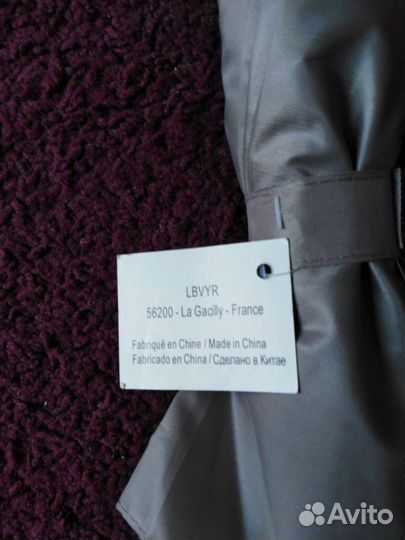 LBVYR
56200 - La Gacilly - France
Fabriqué en Chine / Made in China
Fabricado en China / Сделано в Китае
Avito